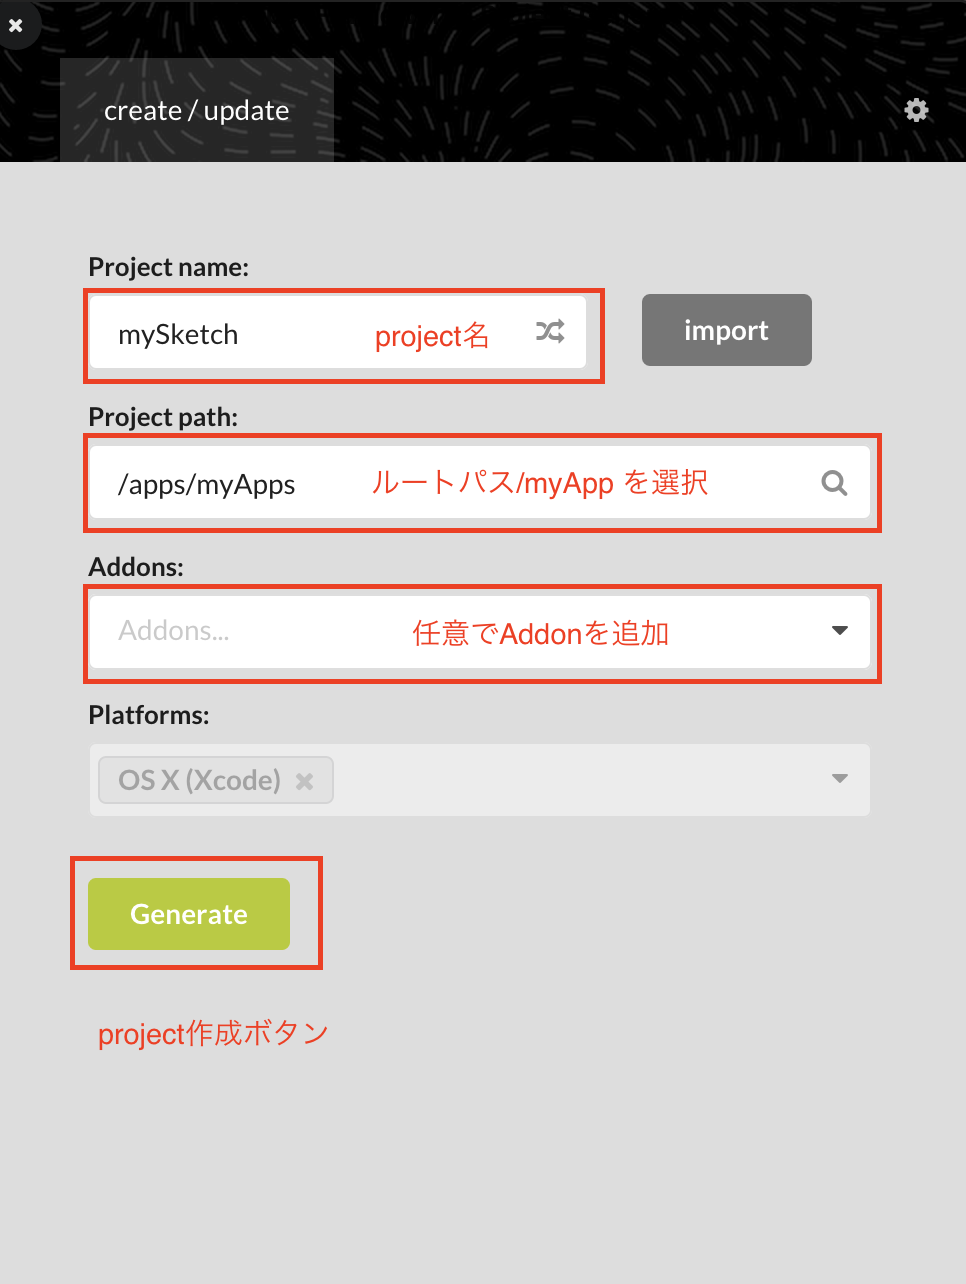 create / update
Project name:
mySketch project名
import
Project path:
/apps/myApps ルートパス/myApp を選択
Addons:
Addons... 任意でAddonを追加
Platforms:
OS X (Xcode)
Generate
project作成ボタン